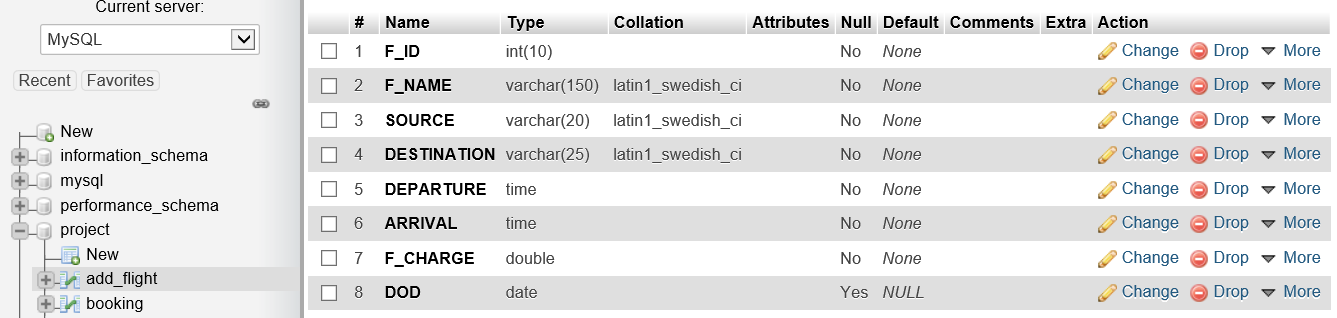 Current server:
MySQL
Recent Favorites
New
information_schema
mysql
performance_schema
project
New
add_flight
booking
# Name Type Collation Attributes Null Default Comments Extra Action
1 F_ID int(10) No None Change Drop More
2 F_NAME varchar(150) latin1_swedish_ci No None Change Drop More
3 SOURCE varchar(20) latin1_swedish_ci No None Change Drop More
4 DESTINATION varchar(25) latin1_swedish_ci No None Change Drop More
5 DEPARTURE time No None Change Drop More
6 ARRIVAL time No None Change Drop More
7 F_CHARGE double No None Change Drop More
8 DOD date Yes NULL Change Drop More